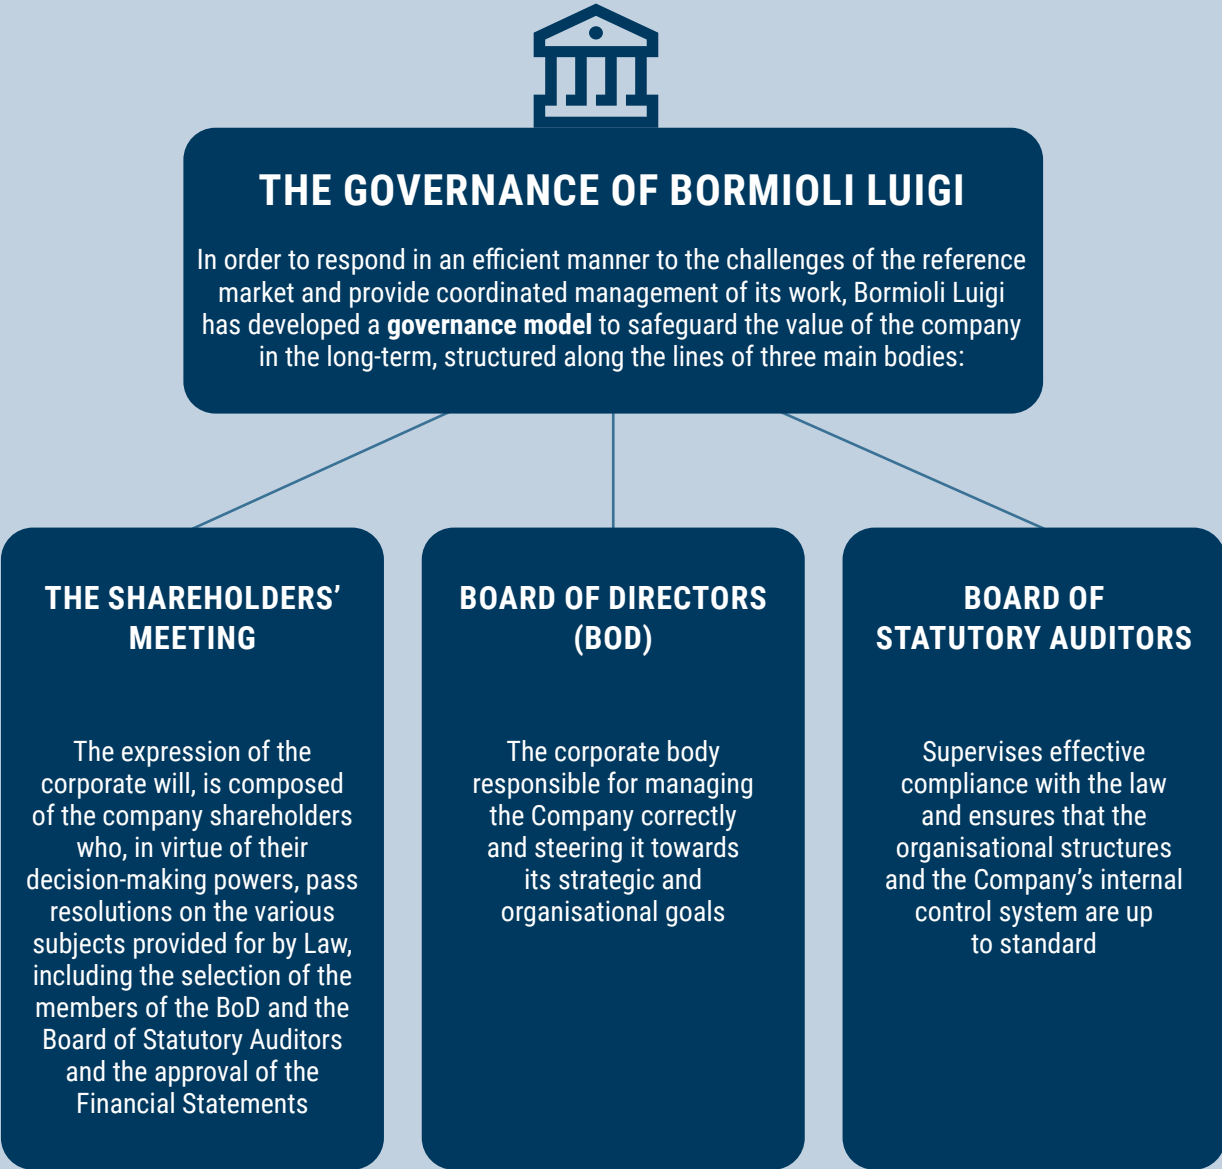 THE GOVERNANCE OF BORMIOLI LUIGI
In order to respond in an efficient manner to the challenges of the reference
market and provide coordinated management of its work, Bormioli Luigi
has developed a governance model to safeguard the value of the company
in the long-term, structured along the lines of three main bodies:
THE SHAREHOLDERS’
MEETING
The expression of the
corporate will, is composed
of the company shareholders
who, in virtue of their
decision-making powers, pass
resolutions on the various
subjects provided for by Law,
including the selection of the
members of the BoD and the
Board of Statutory Auditors
and the approval of the
Financial Statements
BOARD OF DIRECTORS
(BOD)
The corporate body
responsible for managing
the Company correctly
and steering it towards
its strategic and
organisational goals
BOARD OF
STATUTORY AUDITORS
Supervises effective
compliance with the law
and ensures that the
organisational structures
and the Company’s internal
control system are up
to standard